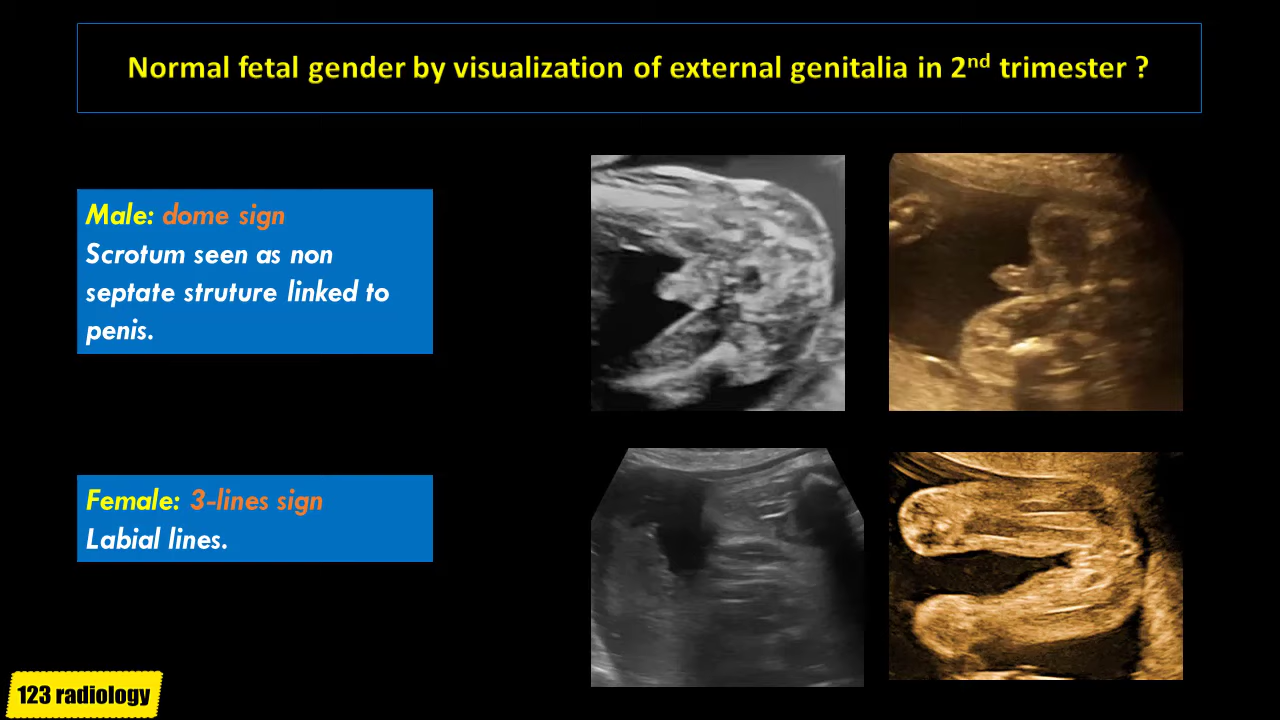 Normal fetal gender by visualization of external genitalia in 2nd trimester ?
Male: dome sign
Scrotum seen as non
septate struture linked to
penis.
Female: 3-lines sign
Labial lines.
123 radiology